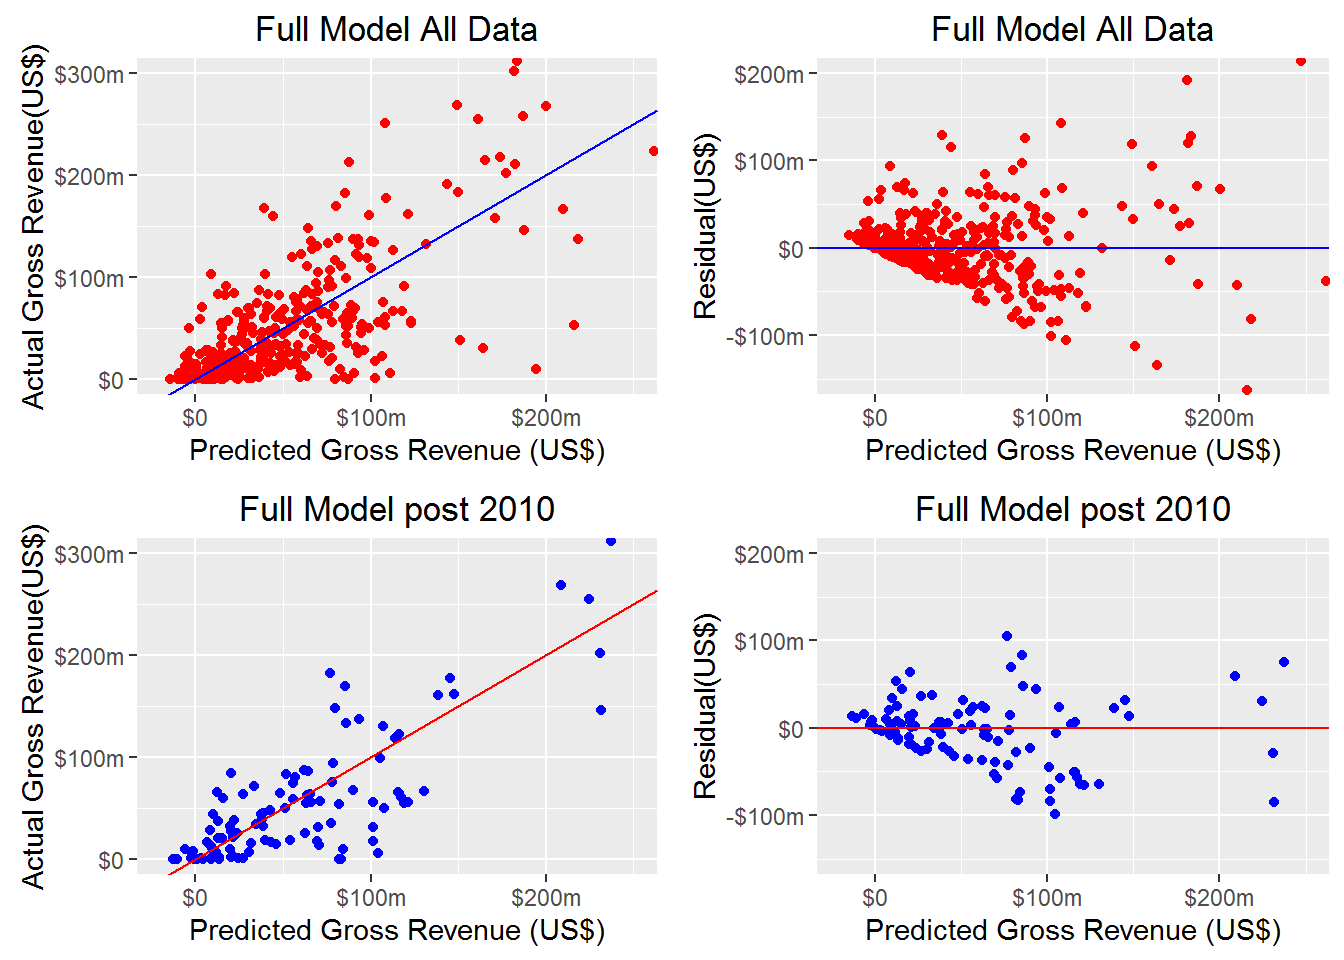 Full Model All Data
Actual Gross Revenue(US$)
$300m
$200m
$100m
$0
$0 $100m $200m
Predicted Gross Revenue (US$)
Full Model All Data
Residual(US$)
$200m
$100m
$0
-$100m
$0 $100m $200m
Predicted Gross Revenue (US$)
Full Model post 2010
Actual Gross Revenue(US$)
$300m
$200m
$100m
$0
$0 $100m $200m
Predicted Gross Revenue (US$)
Full Model post 2010
Residual(US$)
$200m
$100m
$0
-$100m
$0 $100m $200m
Predicted Gross Revenue (US$)